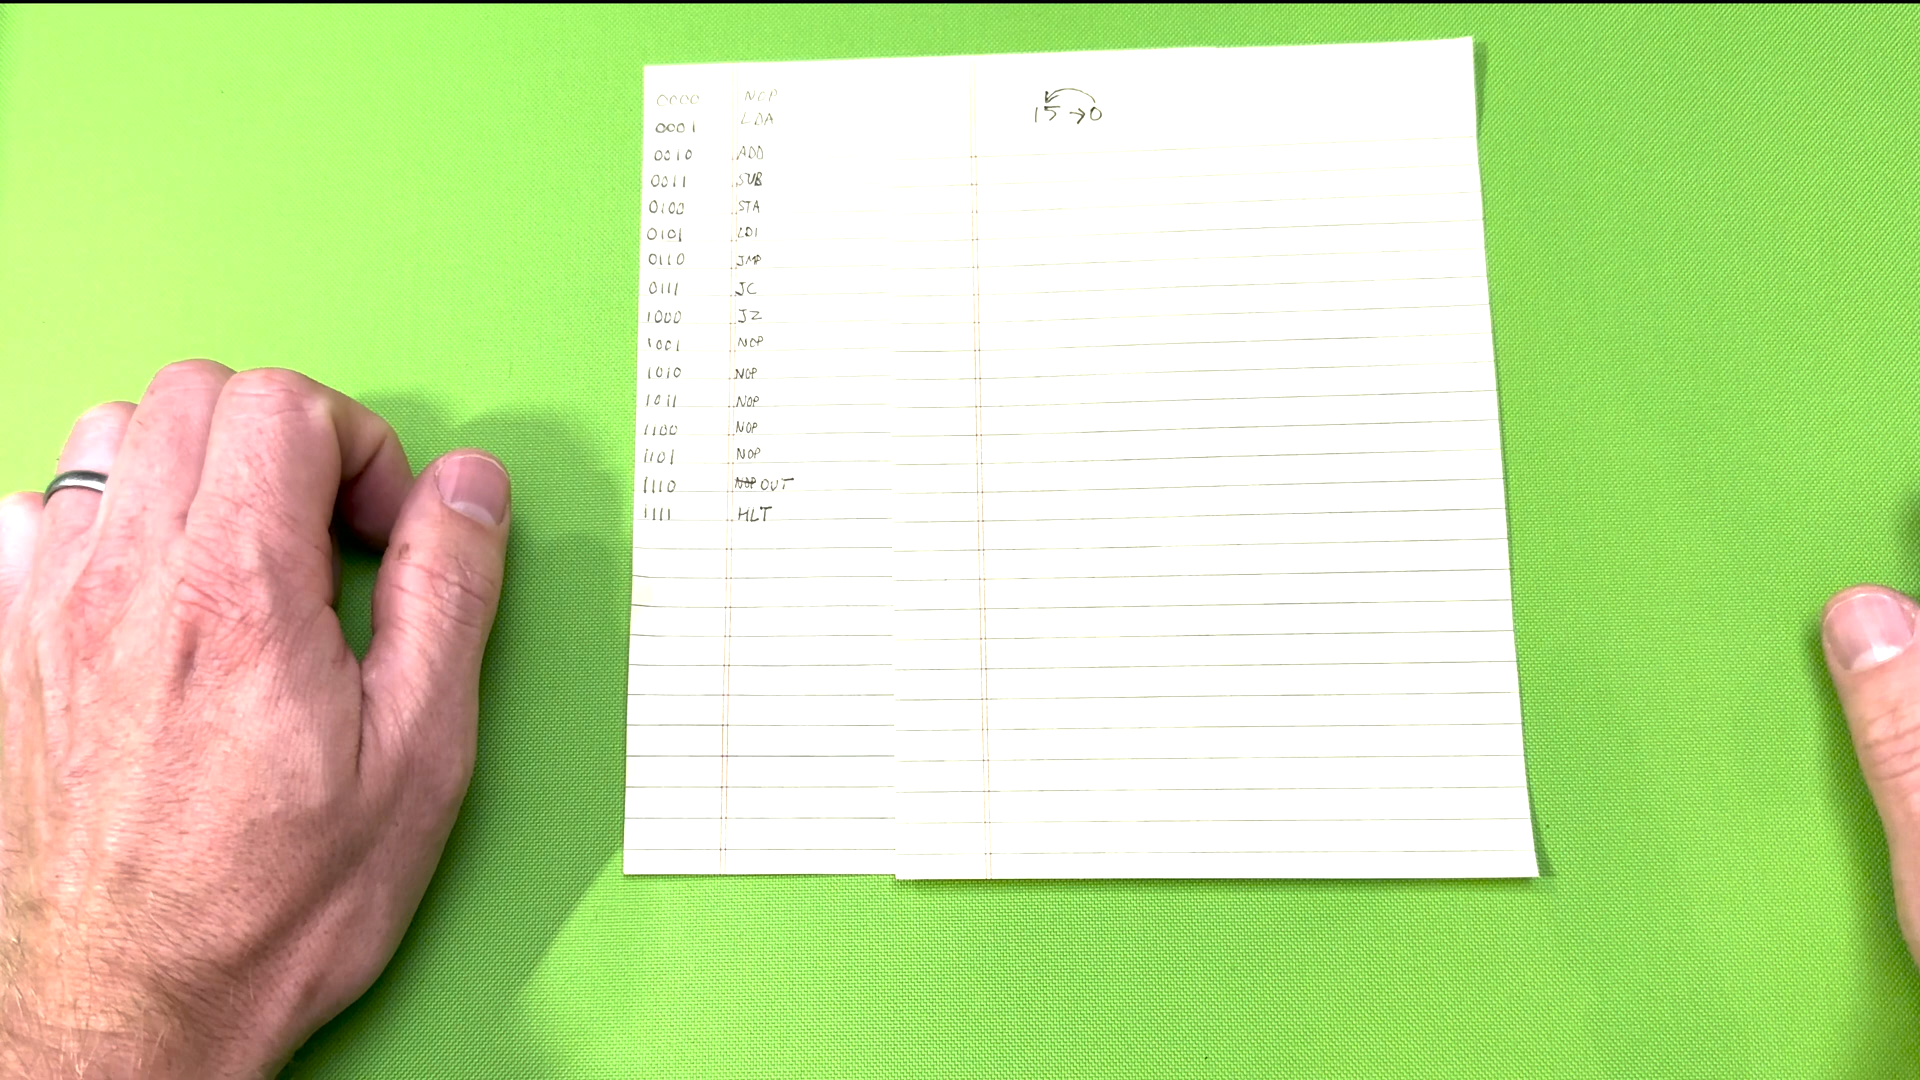 0000 NOP
0001 LDA
0010 ADD
0011 SUB
0100 STA
0101 LDI
0110 JMP
0111 JC
1000 JZ
1001 NOP
1010 NOP
1011 NOP
1100 NOP
1101 NOP
1110 NOP OUT
1111 HLT
15 → 0